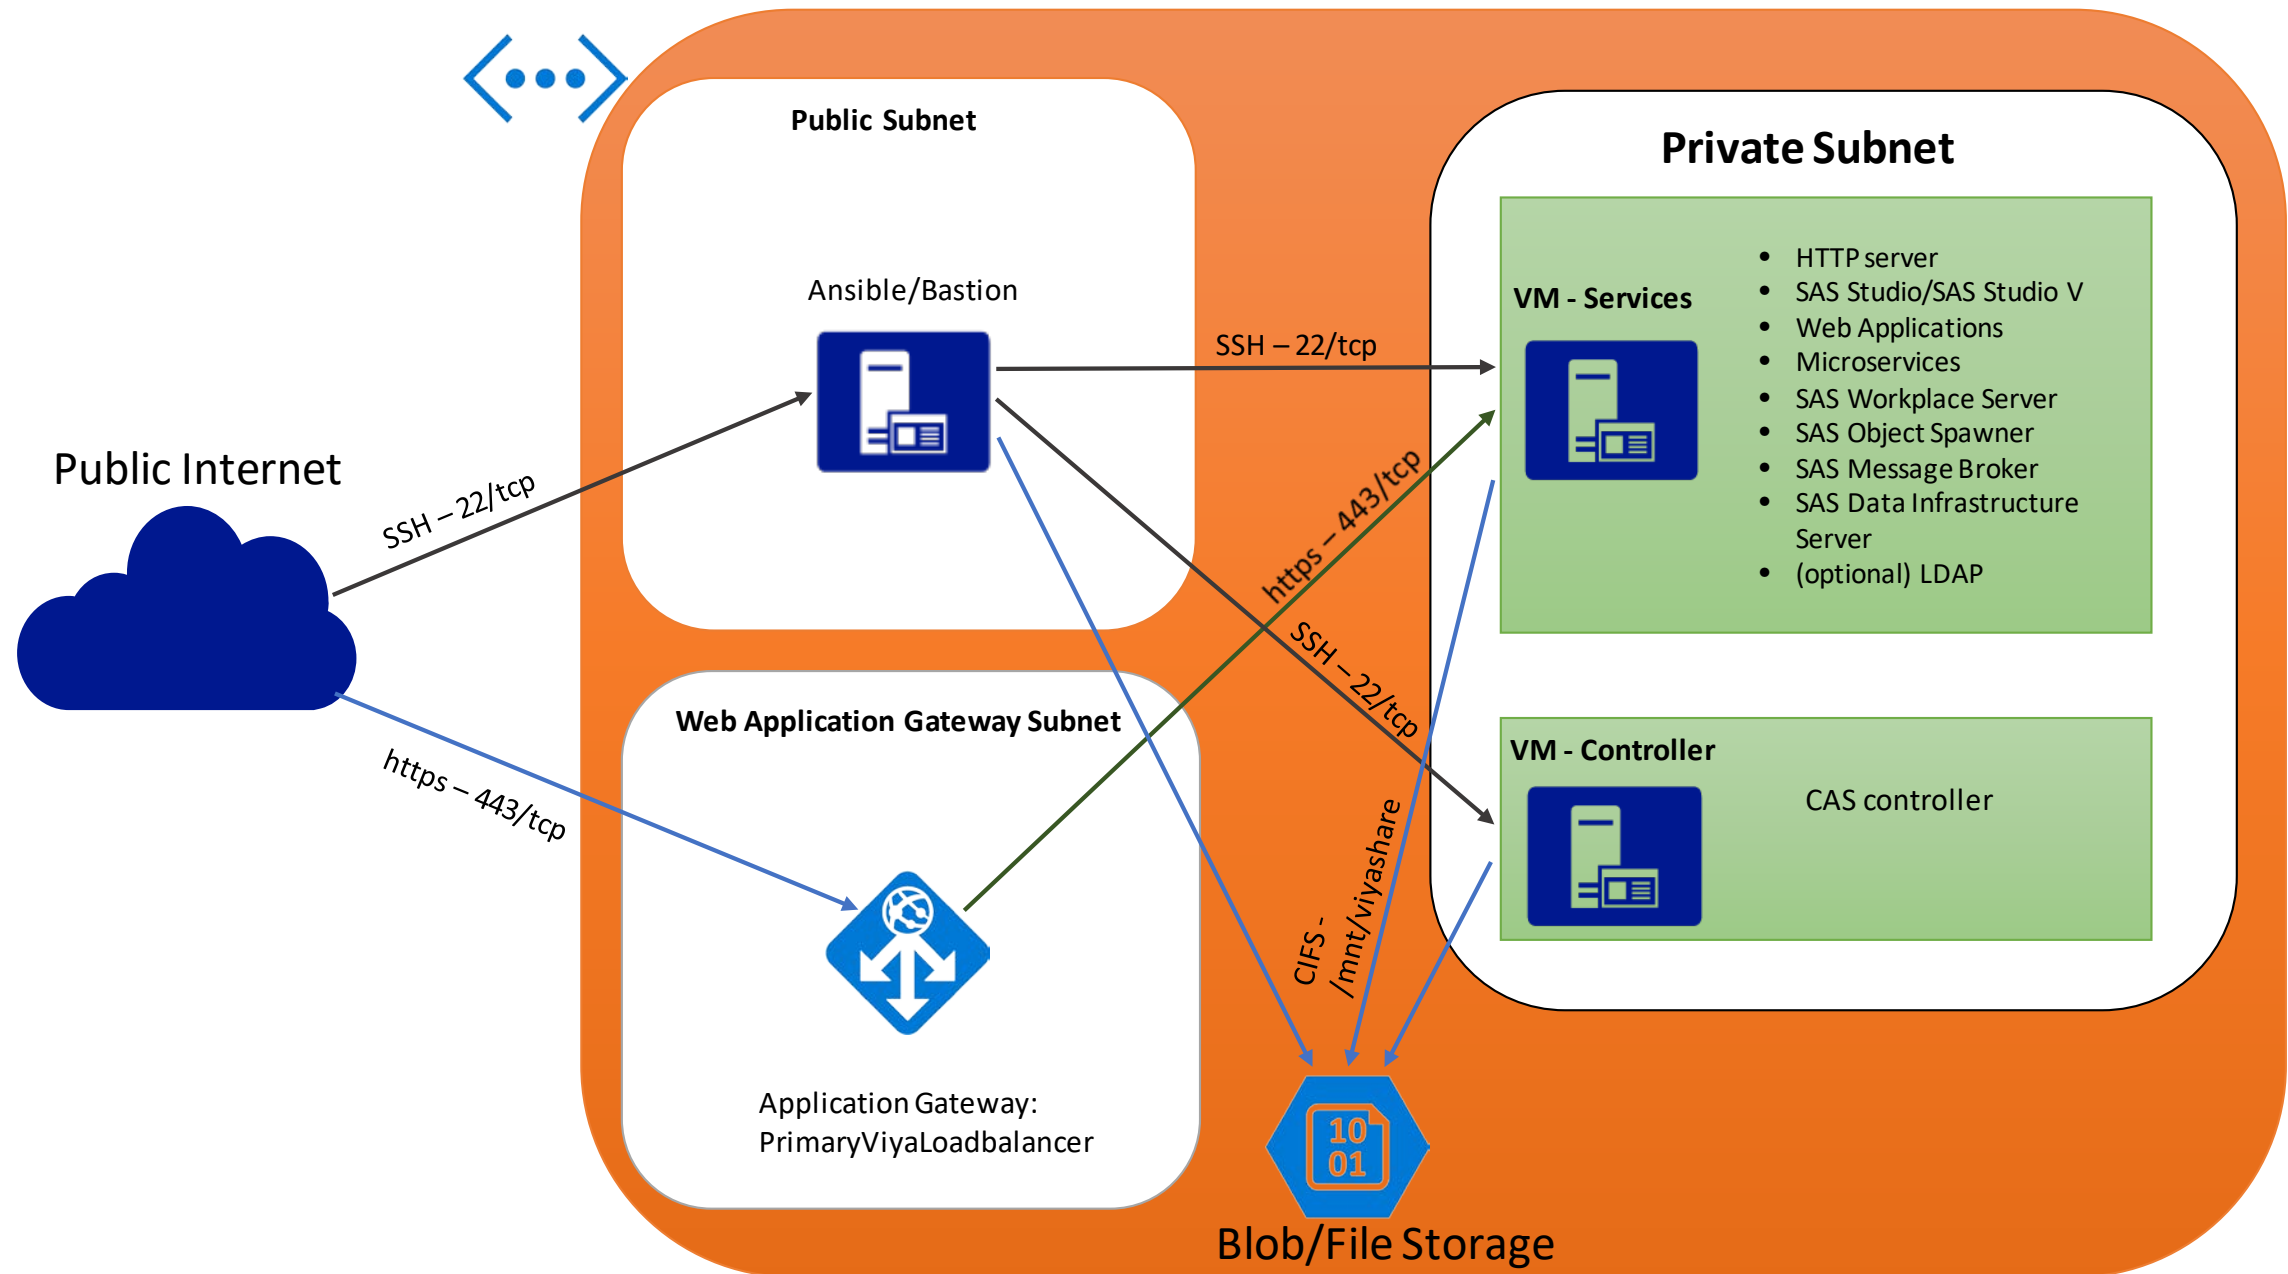 Public Subnet
Private Subnet
Ansible/Bastion
VM - Services
• HTTP server
• SAS Studio/SAS Studio V
• Web Applications
• Microservices
• SAS Workplace Server
• SAS Object Spawner
• SAS Message Broker
• SAS Data Infrastructure
Server
• (optional) LDAP
SSH – 22/tcp
Public Internet
SSH – 22/tcp
https – 443/tcp
SSH – 22/tcp
Web Application Gateway Subnet
https – 443/tcp
VM - Controller
CAS controller
CIFS -
/mnt/viyashare
Application Gateway:
PrimaryViyaLoadbalancer
10
01
Blob/File Storage